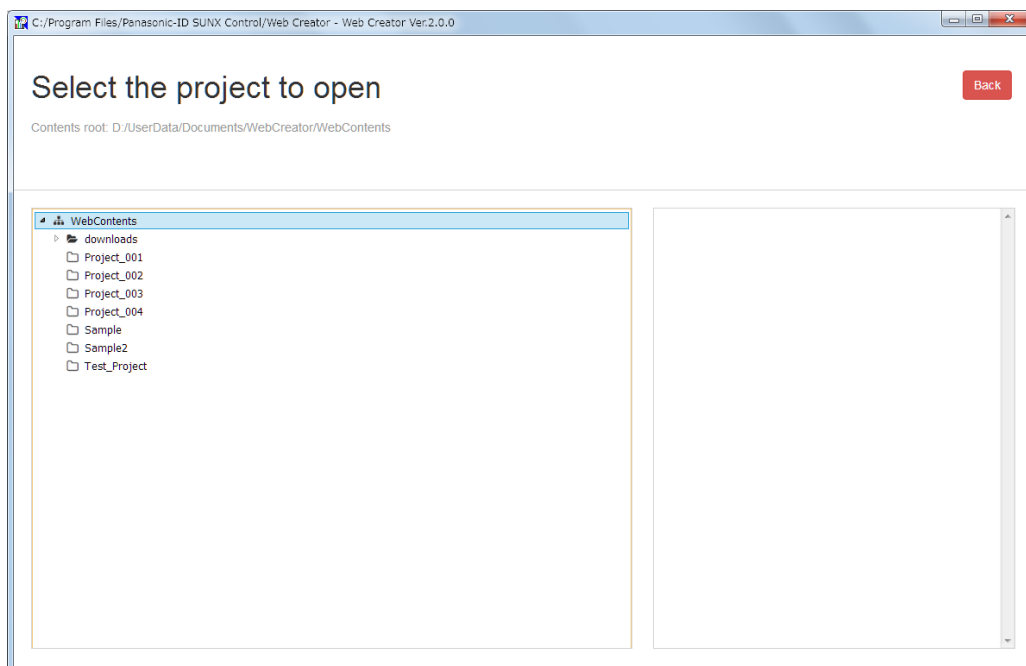 C:/Program Files/Panasonic-ID SUNX Control/Web Creator - Web Creator Ver.2.0.0
Select the project to open
Back
Contents root: D:/UserData/Documents/WebCreator/WebContents
WebContents
downloads
Project_001
Project_002
Project_003
Project_004
Sample
Sample2
Test_Project